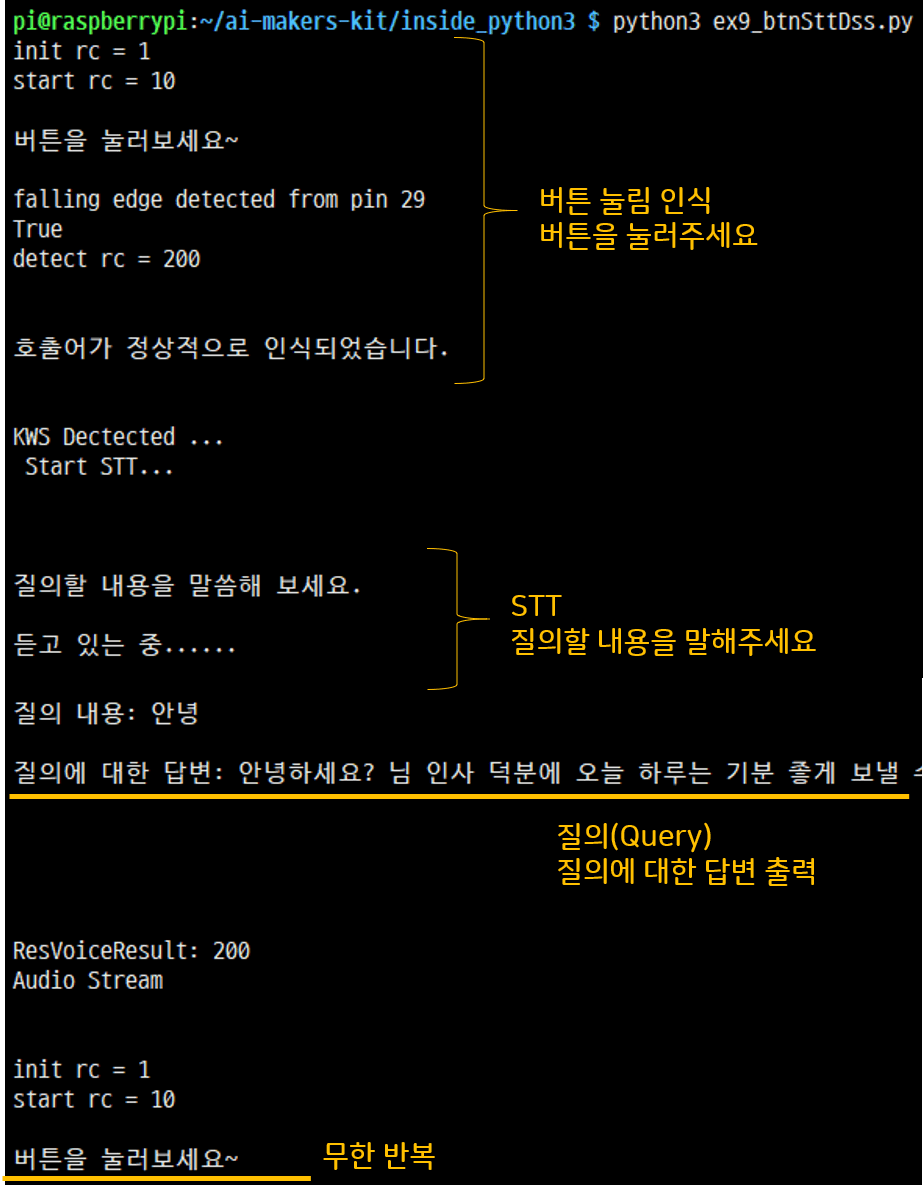 pi@raspberrypi:~/ai-makers-kit/inside_python3 $ python3 ex9_btnSttDss.py
init rc = 1
start rc = 10
버튼을 눌러보세요~
falling edge detected from pin 29
True
detect rc = 200
버튼 눌림 인식
버튼을 눌러주세요
호출어가 정상적으로 인식되었습니다.
KWS Dectected ...
Start STT...
질의할 내용을 말씀해 보세요.
듣고 있는 중......
STT
질의할 내용을 말해주세요
질의 내용: 안녕
질의에 대한 답변: 안녕하세요? 님 인사 덕분에 오늘 하루는 기분 좋게 보낼
질의(Query)
질의에 대한 답변 출력
ResVoiceResult: 200
Audio Stream
init rc = 1
start rc = 10
버튼을 눌러보세요~
무한 반복